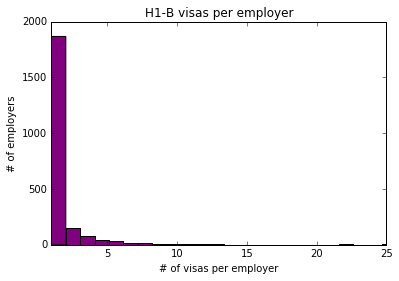 H1-B visas per employer
2000
1500
1000
500
0
# of employers
5 10 15 20 25
# of visas per employer